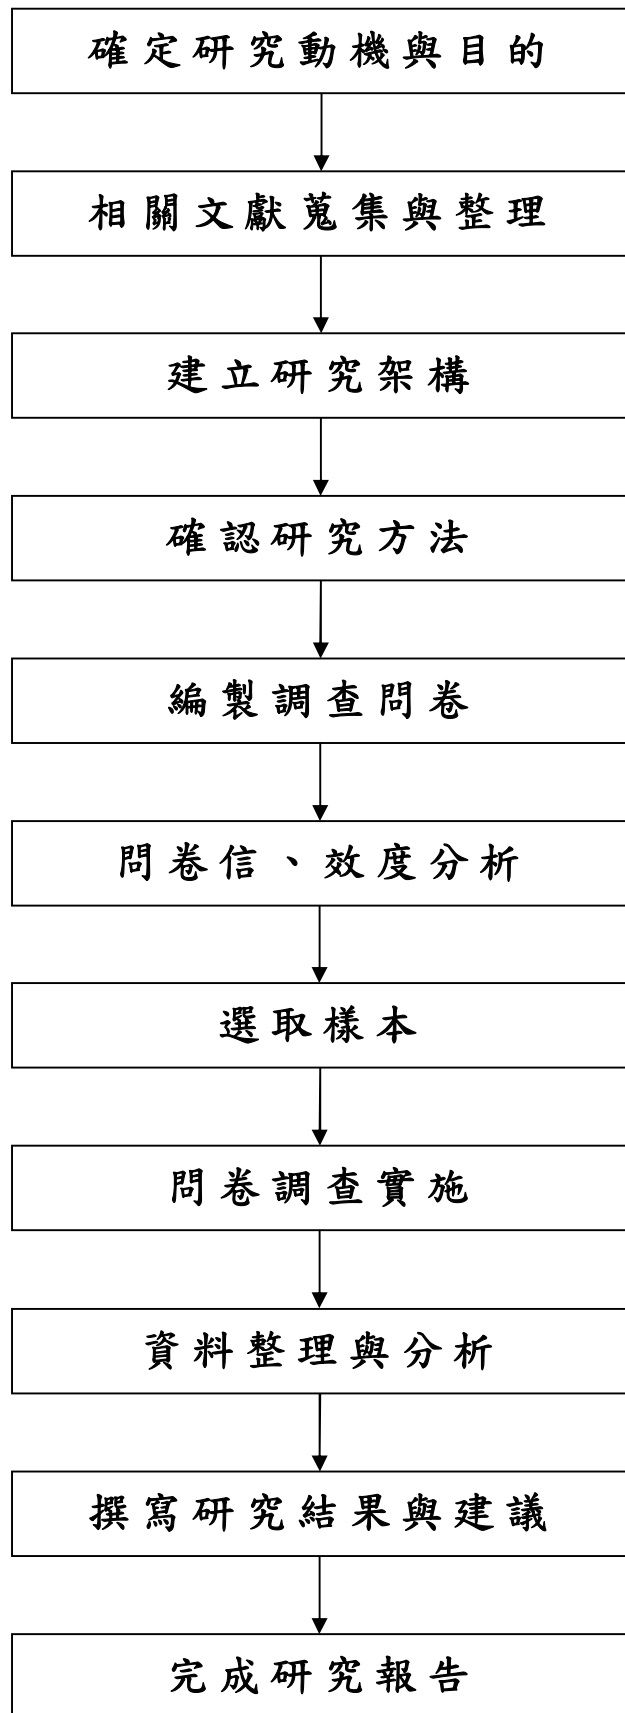 確定研究動機與目的
相關文獻蒐集與整理
建立研究架構
確認研究方法
編製調查問卷
問卷信、效度分析
選取樣本
問卷調查實施
資料整理與分析
撰寫研究結果與建議
完成研究報告